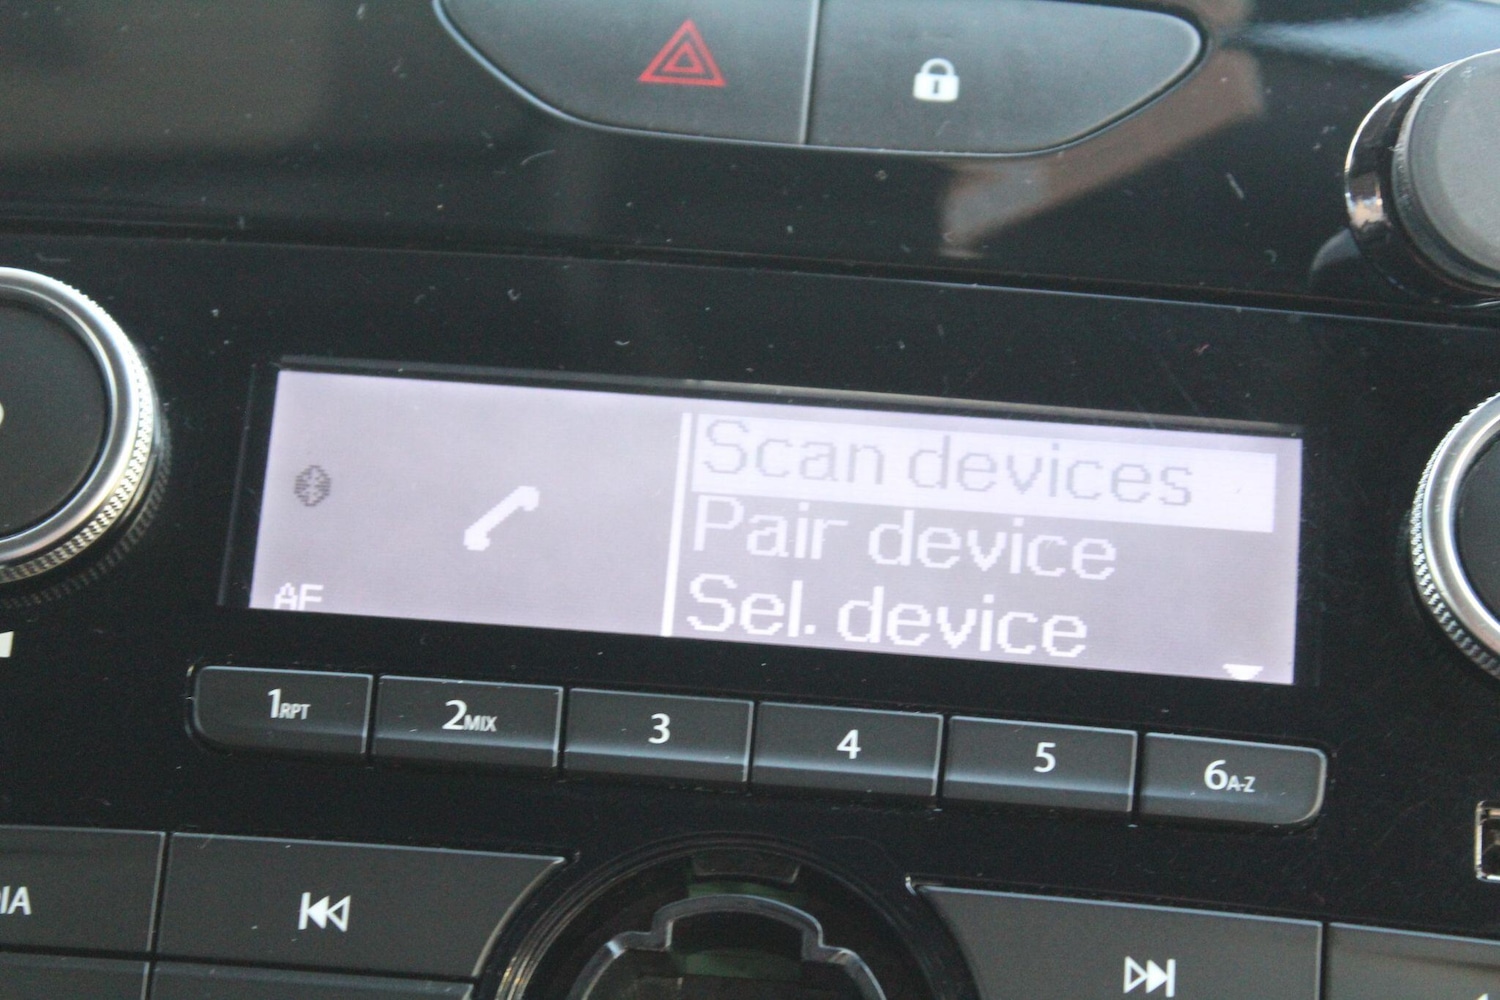 Scan devices
Pair device
Sel. device
AF
1RPT
2MIX
3
4
5
6A-Z